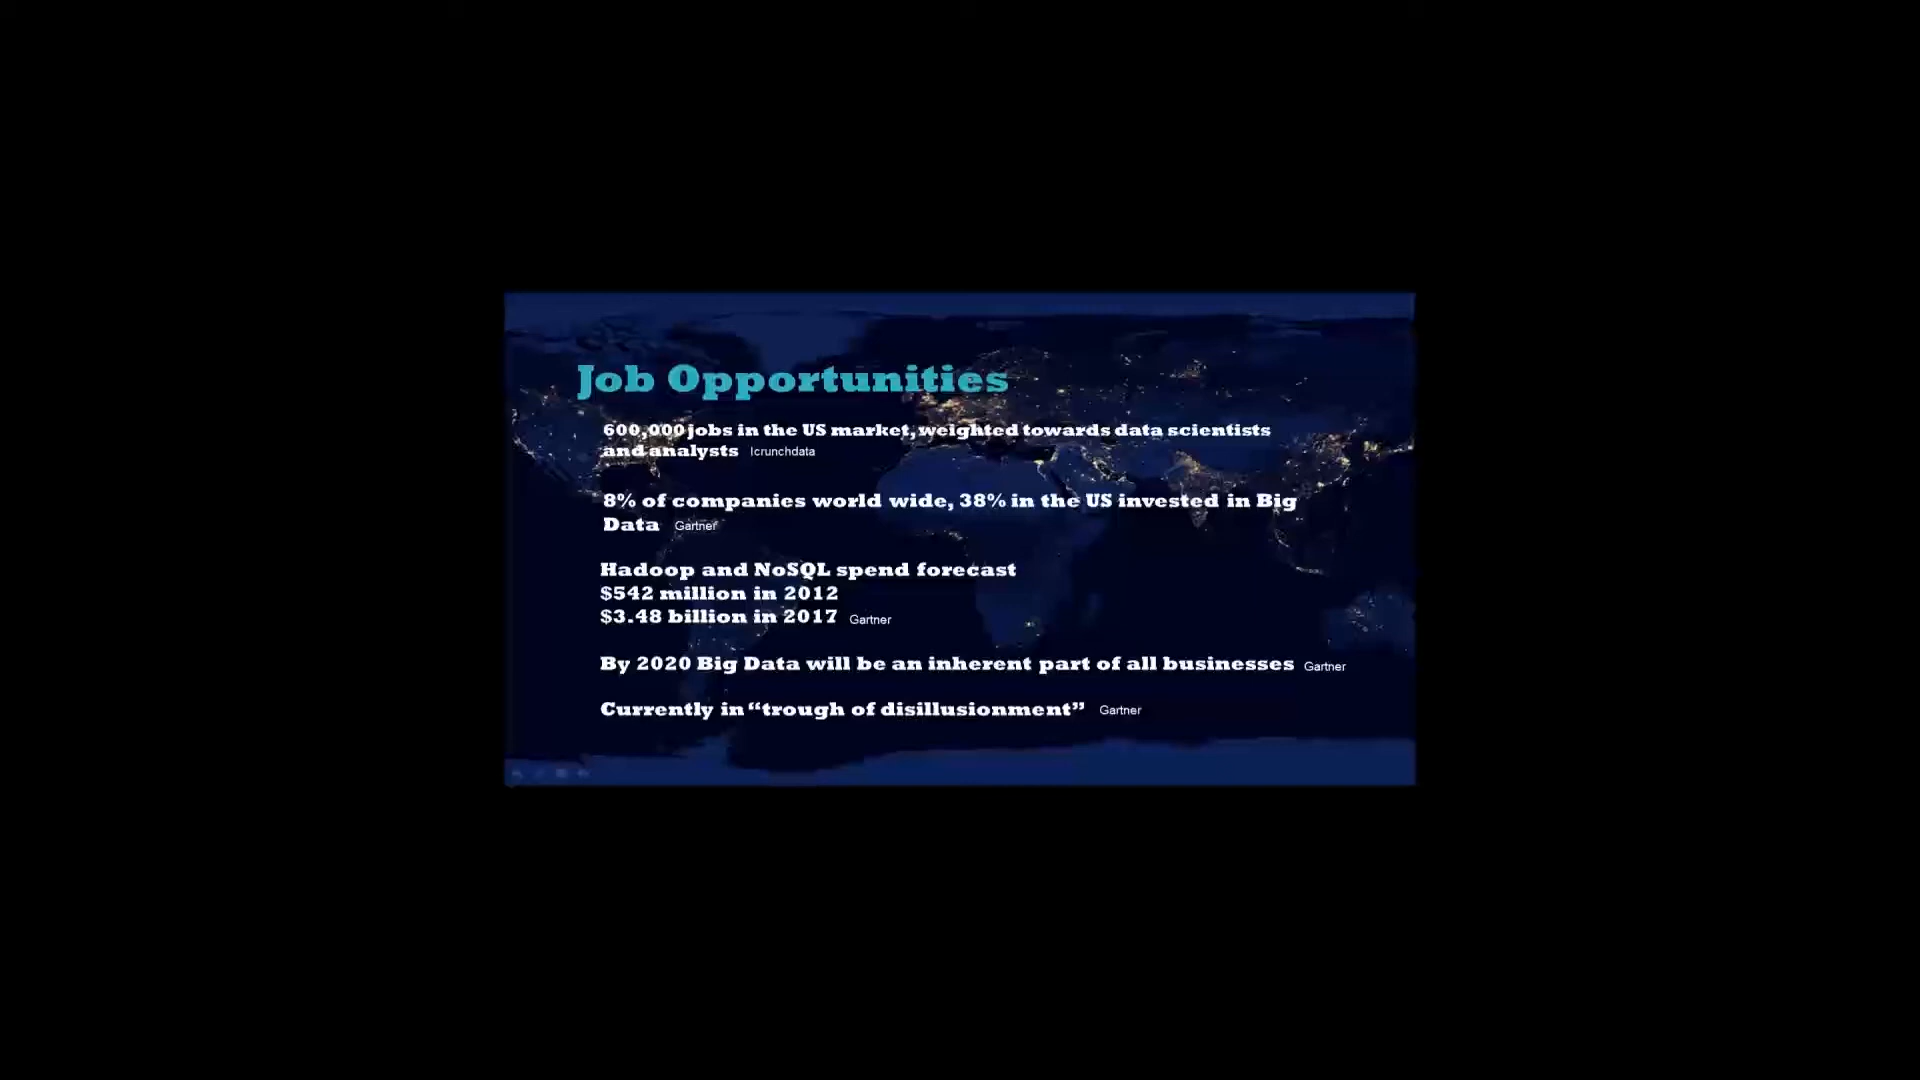 Job Opportunities
600,000 jobs in the US market, weighted towards data scientists
and analysts Icrunchdata
8% of companies world wide, 38% in the US invested in Big
Data Gartner
Hadoop and NoSQL spend forecast
$542 million in 2012
$3.48 billion in 2017 Gartner
By 2020 Big Data will be an inherent part of all businesses Gartner
Currently in “trough of disillusionment” Gartner